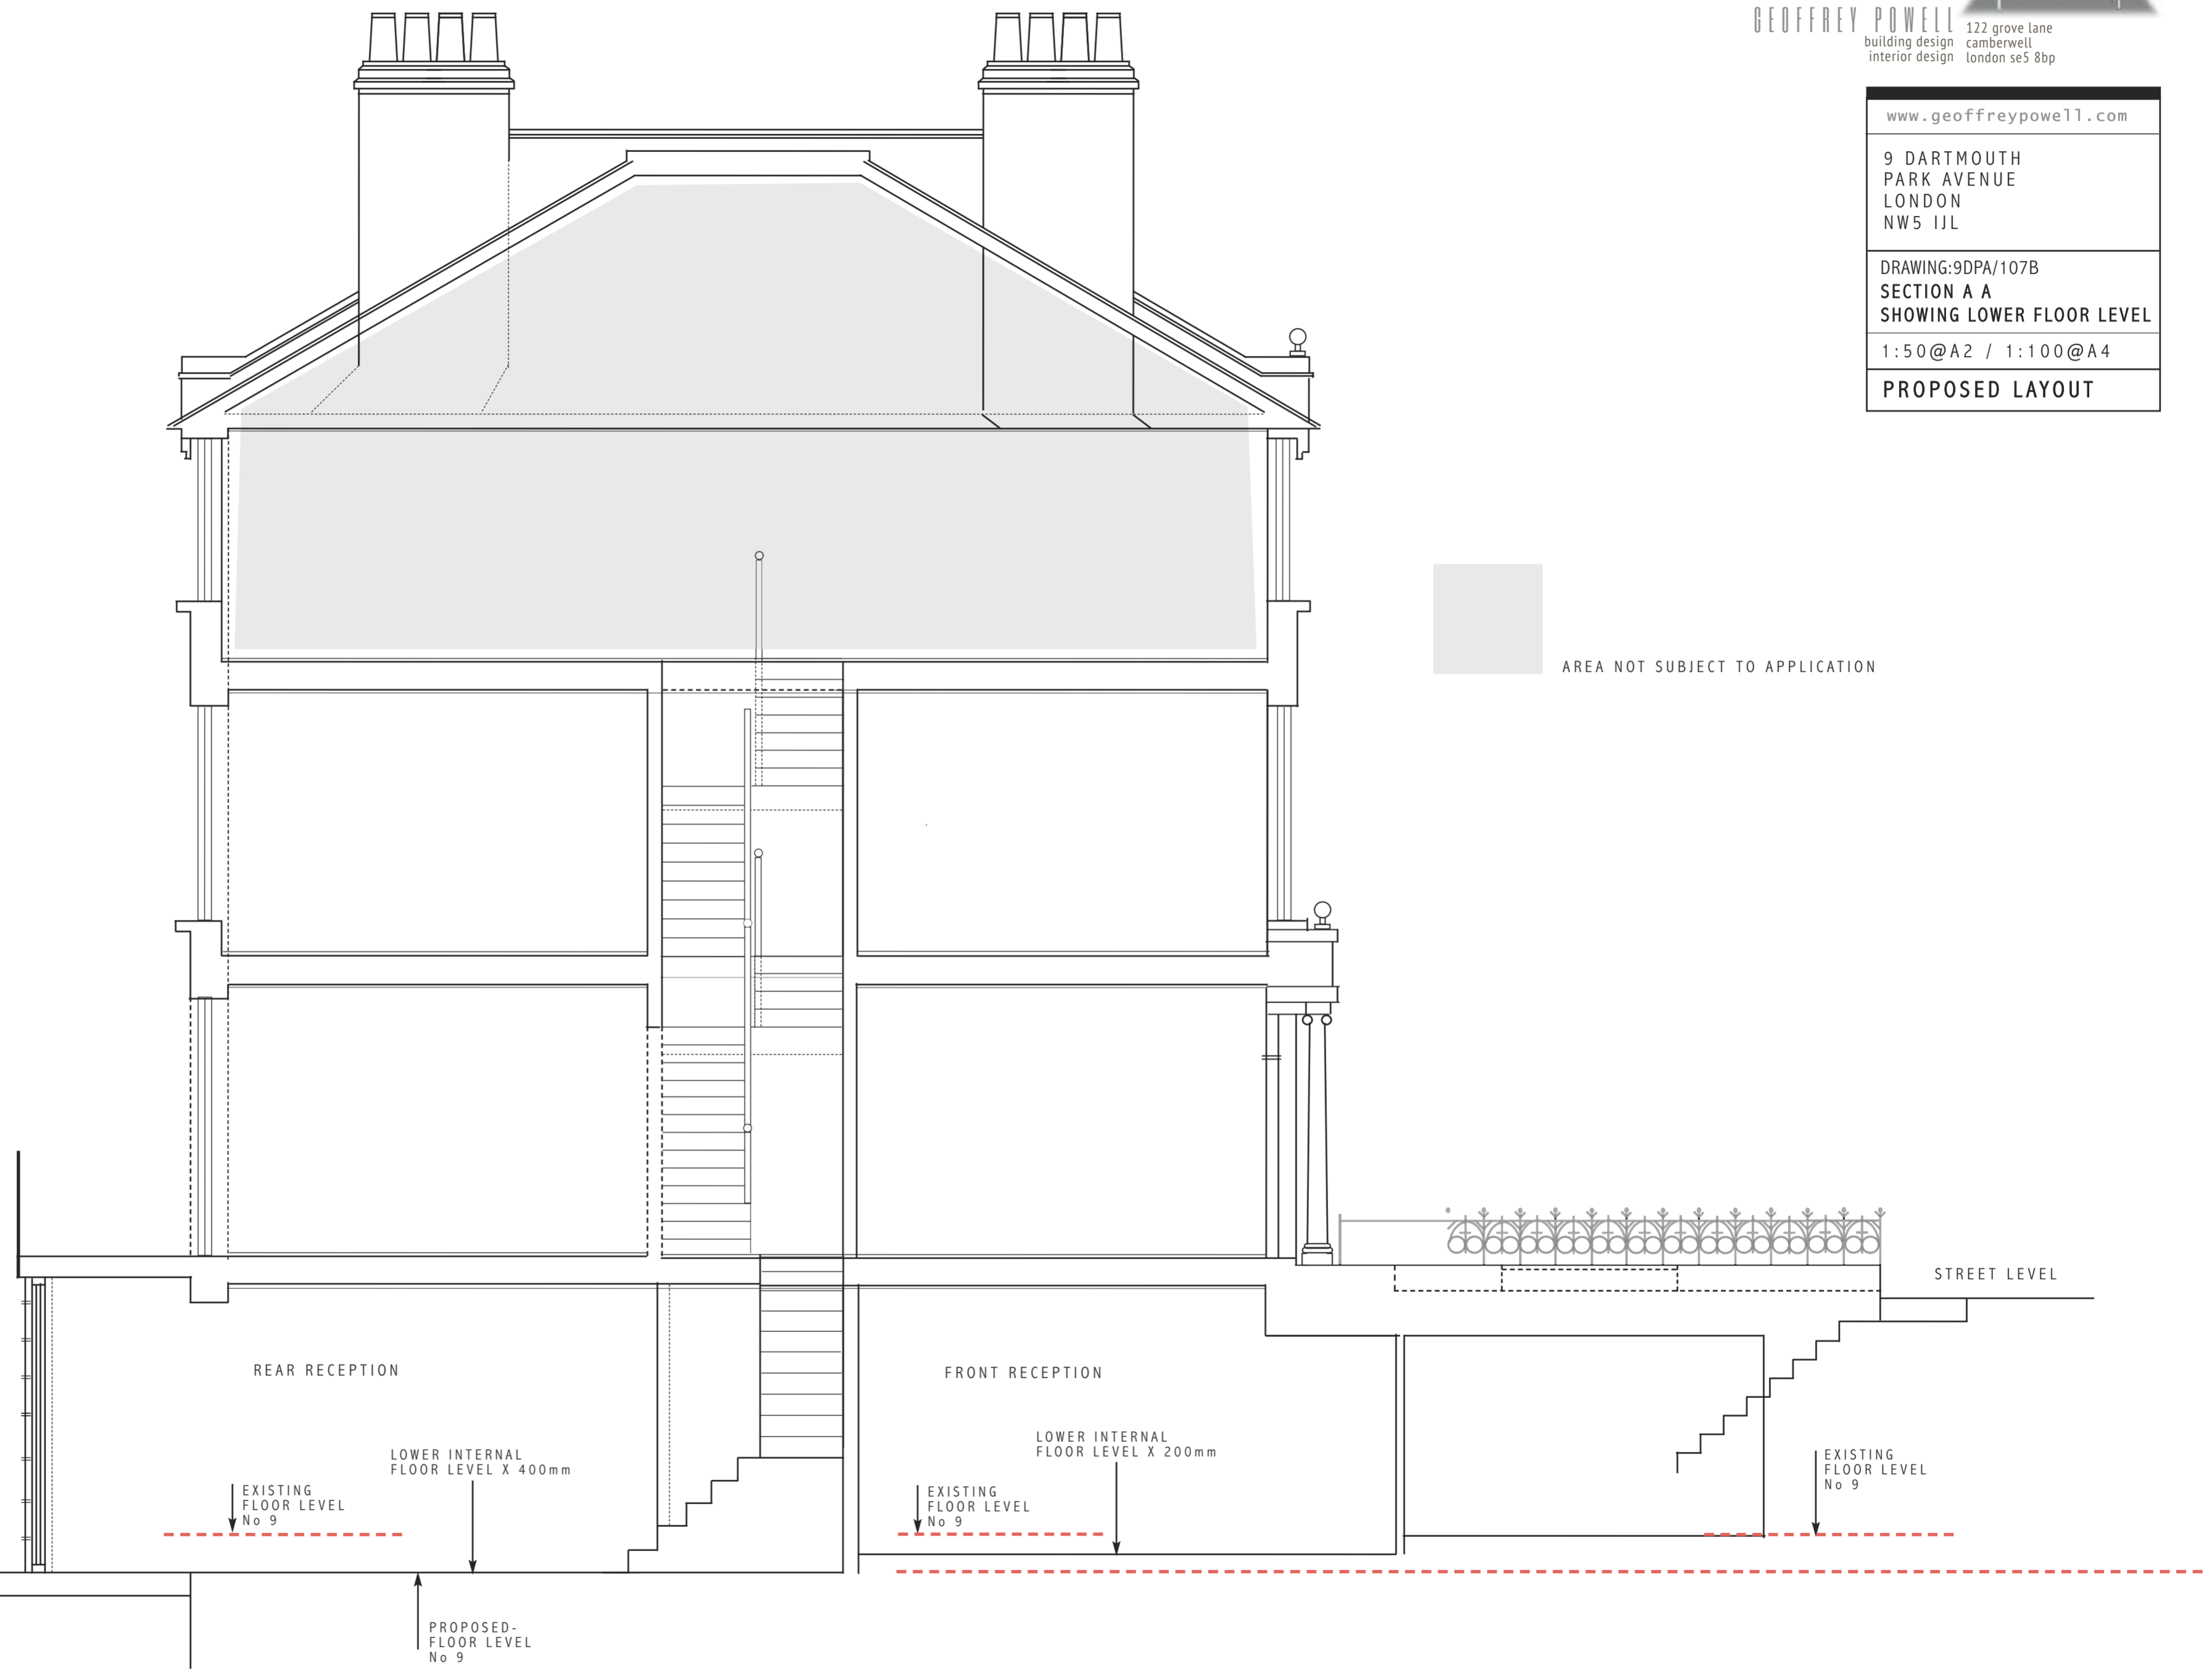 GEOFFREY POWELL
building design
interior design
122 grove lane
camberwell
london se5 8bp
www.geoffreypowell.com
9 DARTMOUTH
PARK AVENUE
LONDON
NW5 IJL
DRAWING:9DPA/107B
SECTION A A
SHOWING LOWER FLOOR LEVEL
1:50@A2 / 1:100@A4
PROPOSED LAYOUT
AREA NOT SUBJECT TO APPLICATION
STREET LEVEL
REAR RECEPTION
FRONT RECEPTION
LOWER INTERNAL
FLOOR LEVEL X 400mm
LOWER INTERNAL
FLOOR LEVEL X 200mm
EXISTING
FLOOR LEVEL
No 9
EXISTING
FLOOR LEVEL
No 9
EXISTING
FLOOR LEVEL
No 9
PROPOSED-
FLOOR LEVEL
No 9